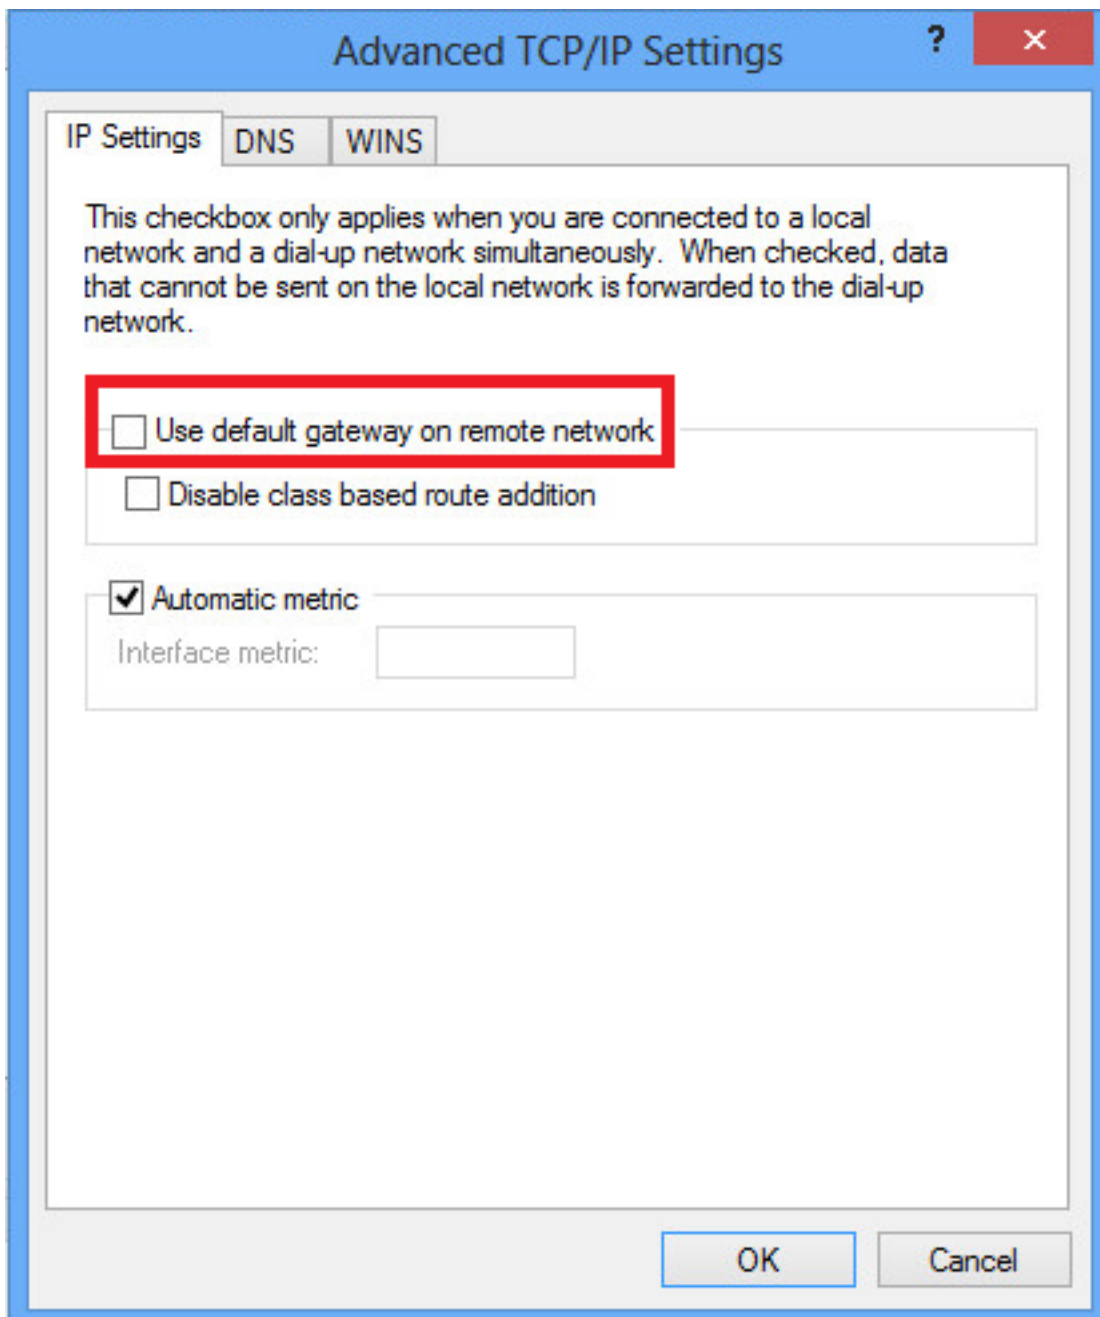 Advanced TCP/IP Settings
?
IP Settings
DNS
WINS
This checkbox only applies when you are connected to a local
network and a dial-up network simultaneously.  When checked, data
that cannot be sent on the local network is forwarded to the dial-up
network.
Use default gateway on remote network
Disable class based route addition
Automatic metric
Interface metric:
OK
Cancel